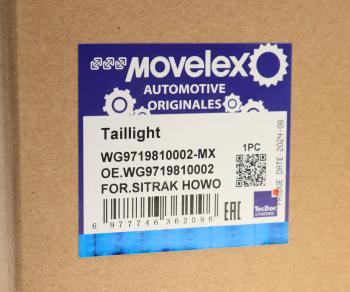 MOVELEX
AUTOMOTIVE
ORIGINALES
Taillight
WG9719810002-MX
OE.WG9719810002
FOR.SITRAK HOWO
1PC
6 977746 362096
EAC
TecDoc
STANDARD
DATE 2024-08